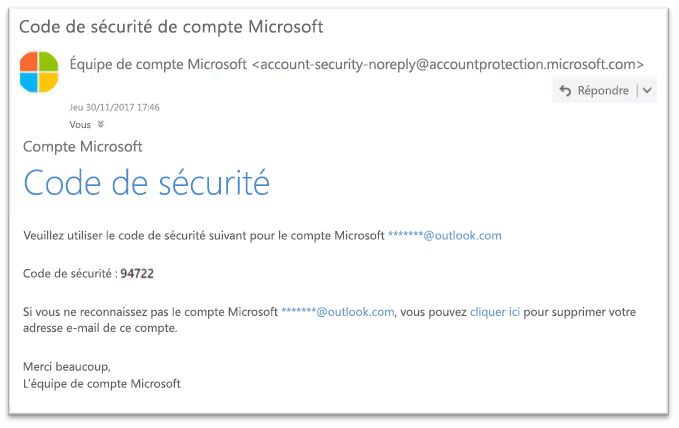 Code de sécurité de compte Microsoft
Équipe de compte Microsoft <account-security-noreply@accountprotection.microsoft.com>
Répondre
Jeu 30/11/2017 17:46
Vous
Compte Microsoft
Code de sécurité
Veuillez utiliser le code de sécurité suivant pour le compte Microsoft *******@outlook.com
Code de sécurité : 94722
Si vous ne reconnaissez pas le compte Microsoft *******@outlook.com, vous pouvez cliquer ici pour supprimer votre
adresse e-mail de ce compte.
Merci beaucoup,
L'équipe de compte Microsoft